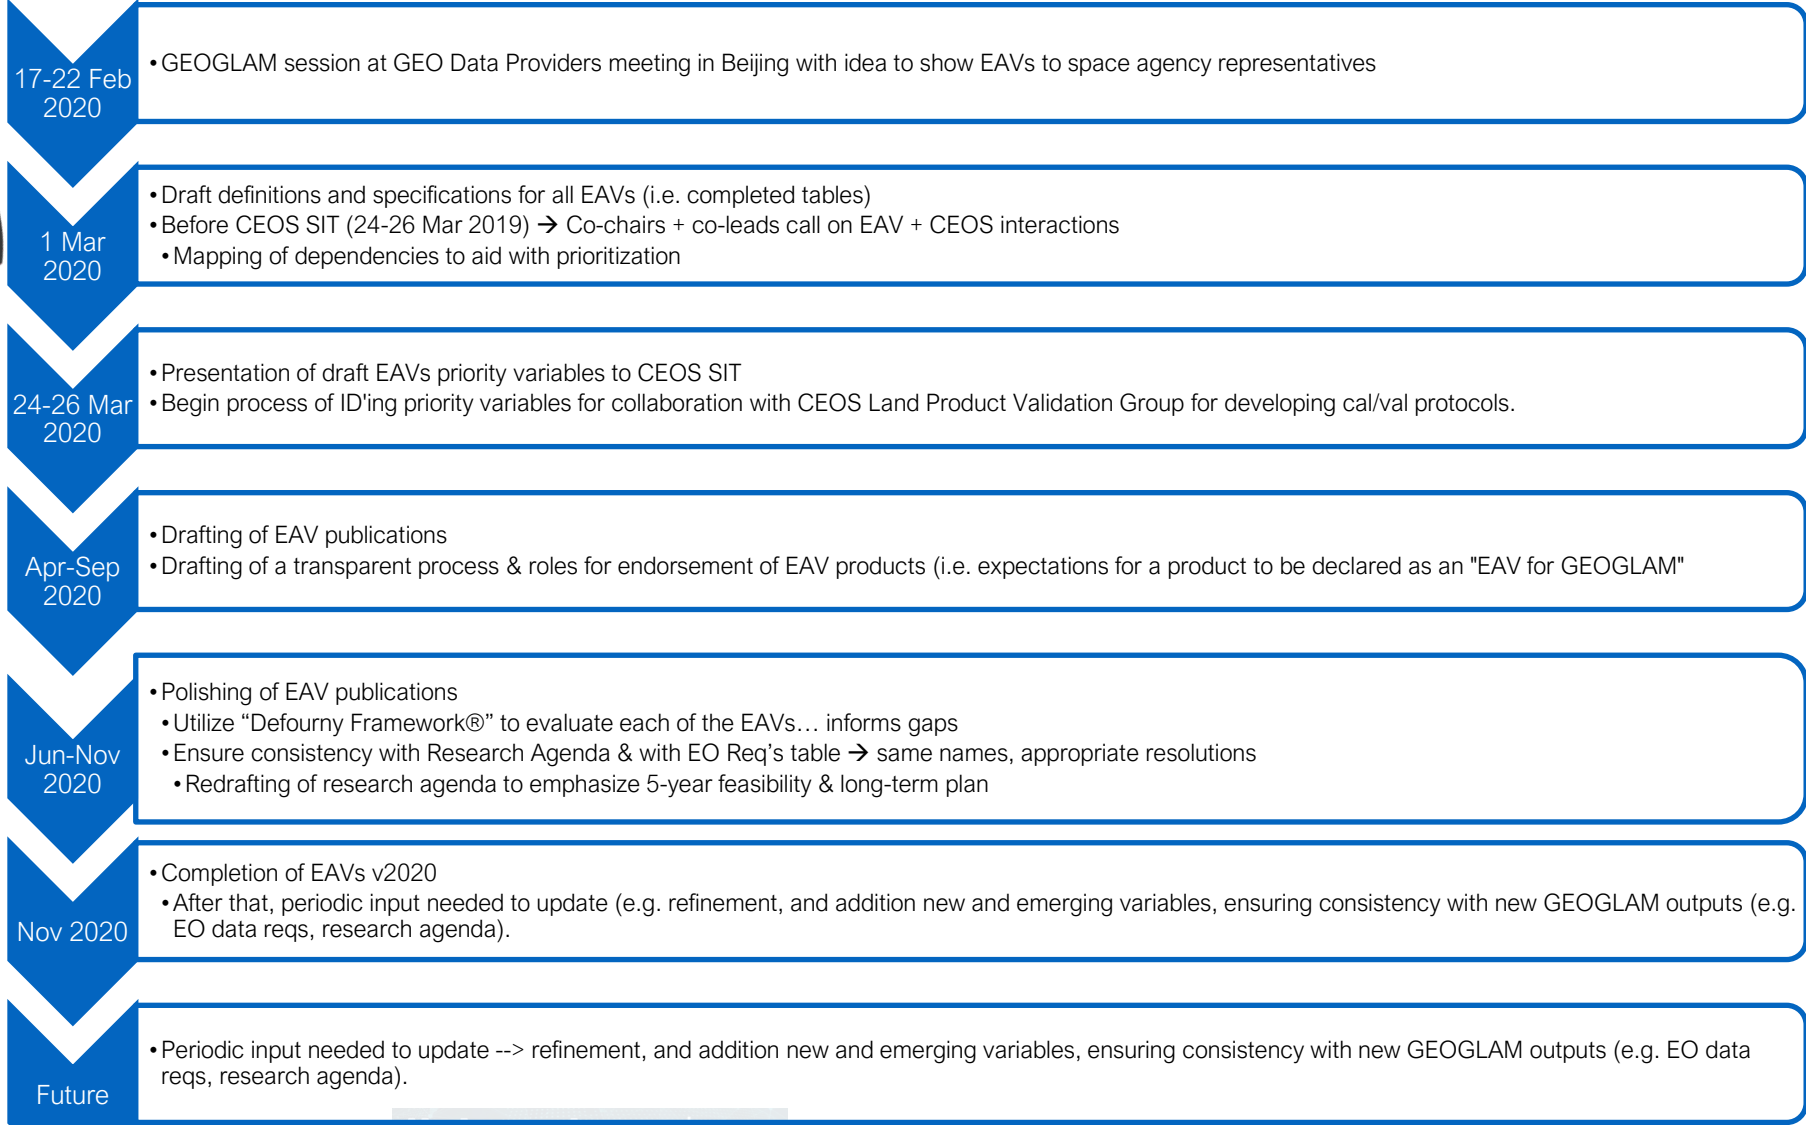 17-22 Feb
2020
•GEOGLAM session at GEO Data Providers meeting in Beijing with idea to show EAVs to space agency representatives
1 Mar
2020
•Draft definitions and specifications for all EAVs (i.e. completed tables)
•Before CEOS SIT (24-26 Mar 2019) → Co-chairs + co-leads call on EAV + CEOS interactions
•Mapping of dependencies to aid with prioritization
24-26 Mar
2020
•Presentation of draft EAVs priority variables to CEOS SIT
•Begin process of ID'ing priority variables for collaboration with CEOS Land Product Validation Group for developing cal/val protocols.
Apr-Sep
2020
•Drafting of EAV publications
•Drafting of a transparent process & roles for endorsement of EAV products (i.e. expectations for a product to be declared as an "EAV for GEOGLAM"
Jun-Nov
2020
•Polishing of EAV publications
•Utilize “Defourny Framework®” to evaluate each of the EAVs… informs gaps
•Ensure consistency with Research Agenda & with EO Req’s table → same names, appropriate resolutions
•Redrafting of research agenda to emphasize 5-year feasibility & long-term plan
Nov 2020
•Completion of EAVs v2020
•After that, periodic input needed to update (e.g. refinement, and addition new and emerging variables, ensuring consistency with new GEOGLAM outputs (e.g.
EO data reqs, research agenda).
Future
•Periodic input needed to update --> refinement, and addition new and emerging variables, ensuring consistency with new GEOGLAM outputs (e.g. EO data
reqs, research agenda).